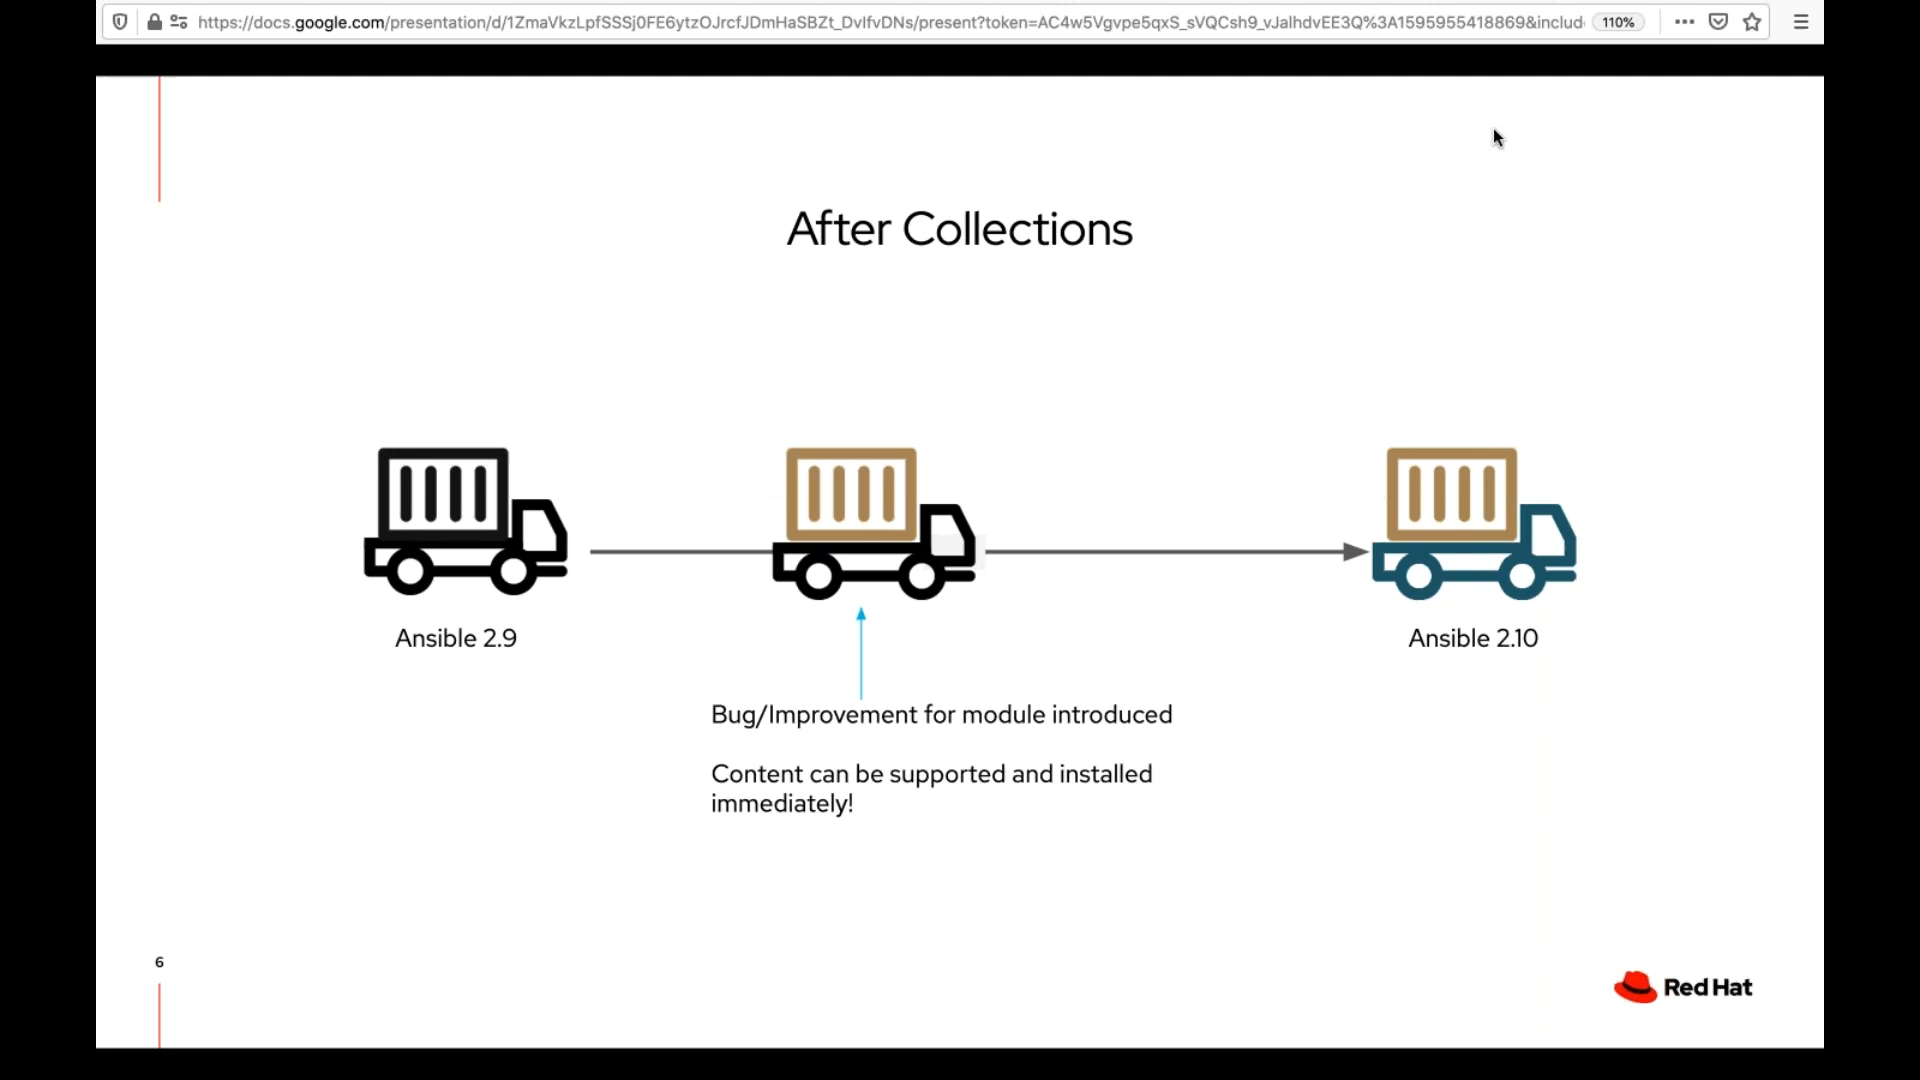 https://docs.google.com/presentation/d/1ZmaVkzLpfSSSj0FE6ytzOJrcfJDmHaSBZt_DvIfvDNs/present?token=AC4w5Vgvpe5qxS_sVQCsh9_vJalhdvEE3Q%3A1595955418869&includ
110%
After Collections
Ansible 2.9
Ansible 2.10
Bug/Improvement for module introduced
Content can be supported and installed
immediately!
6
Red Hat